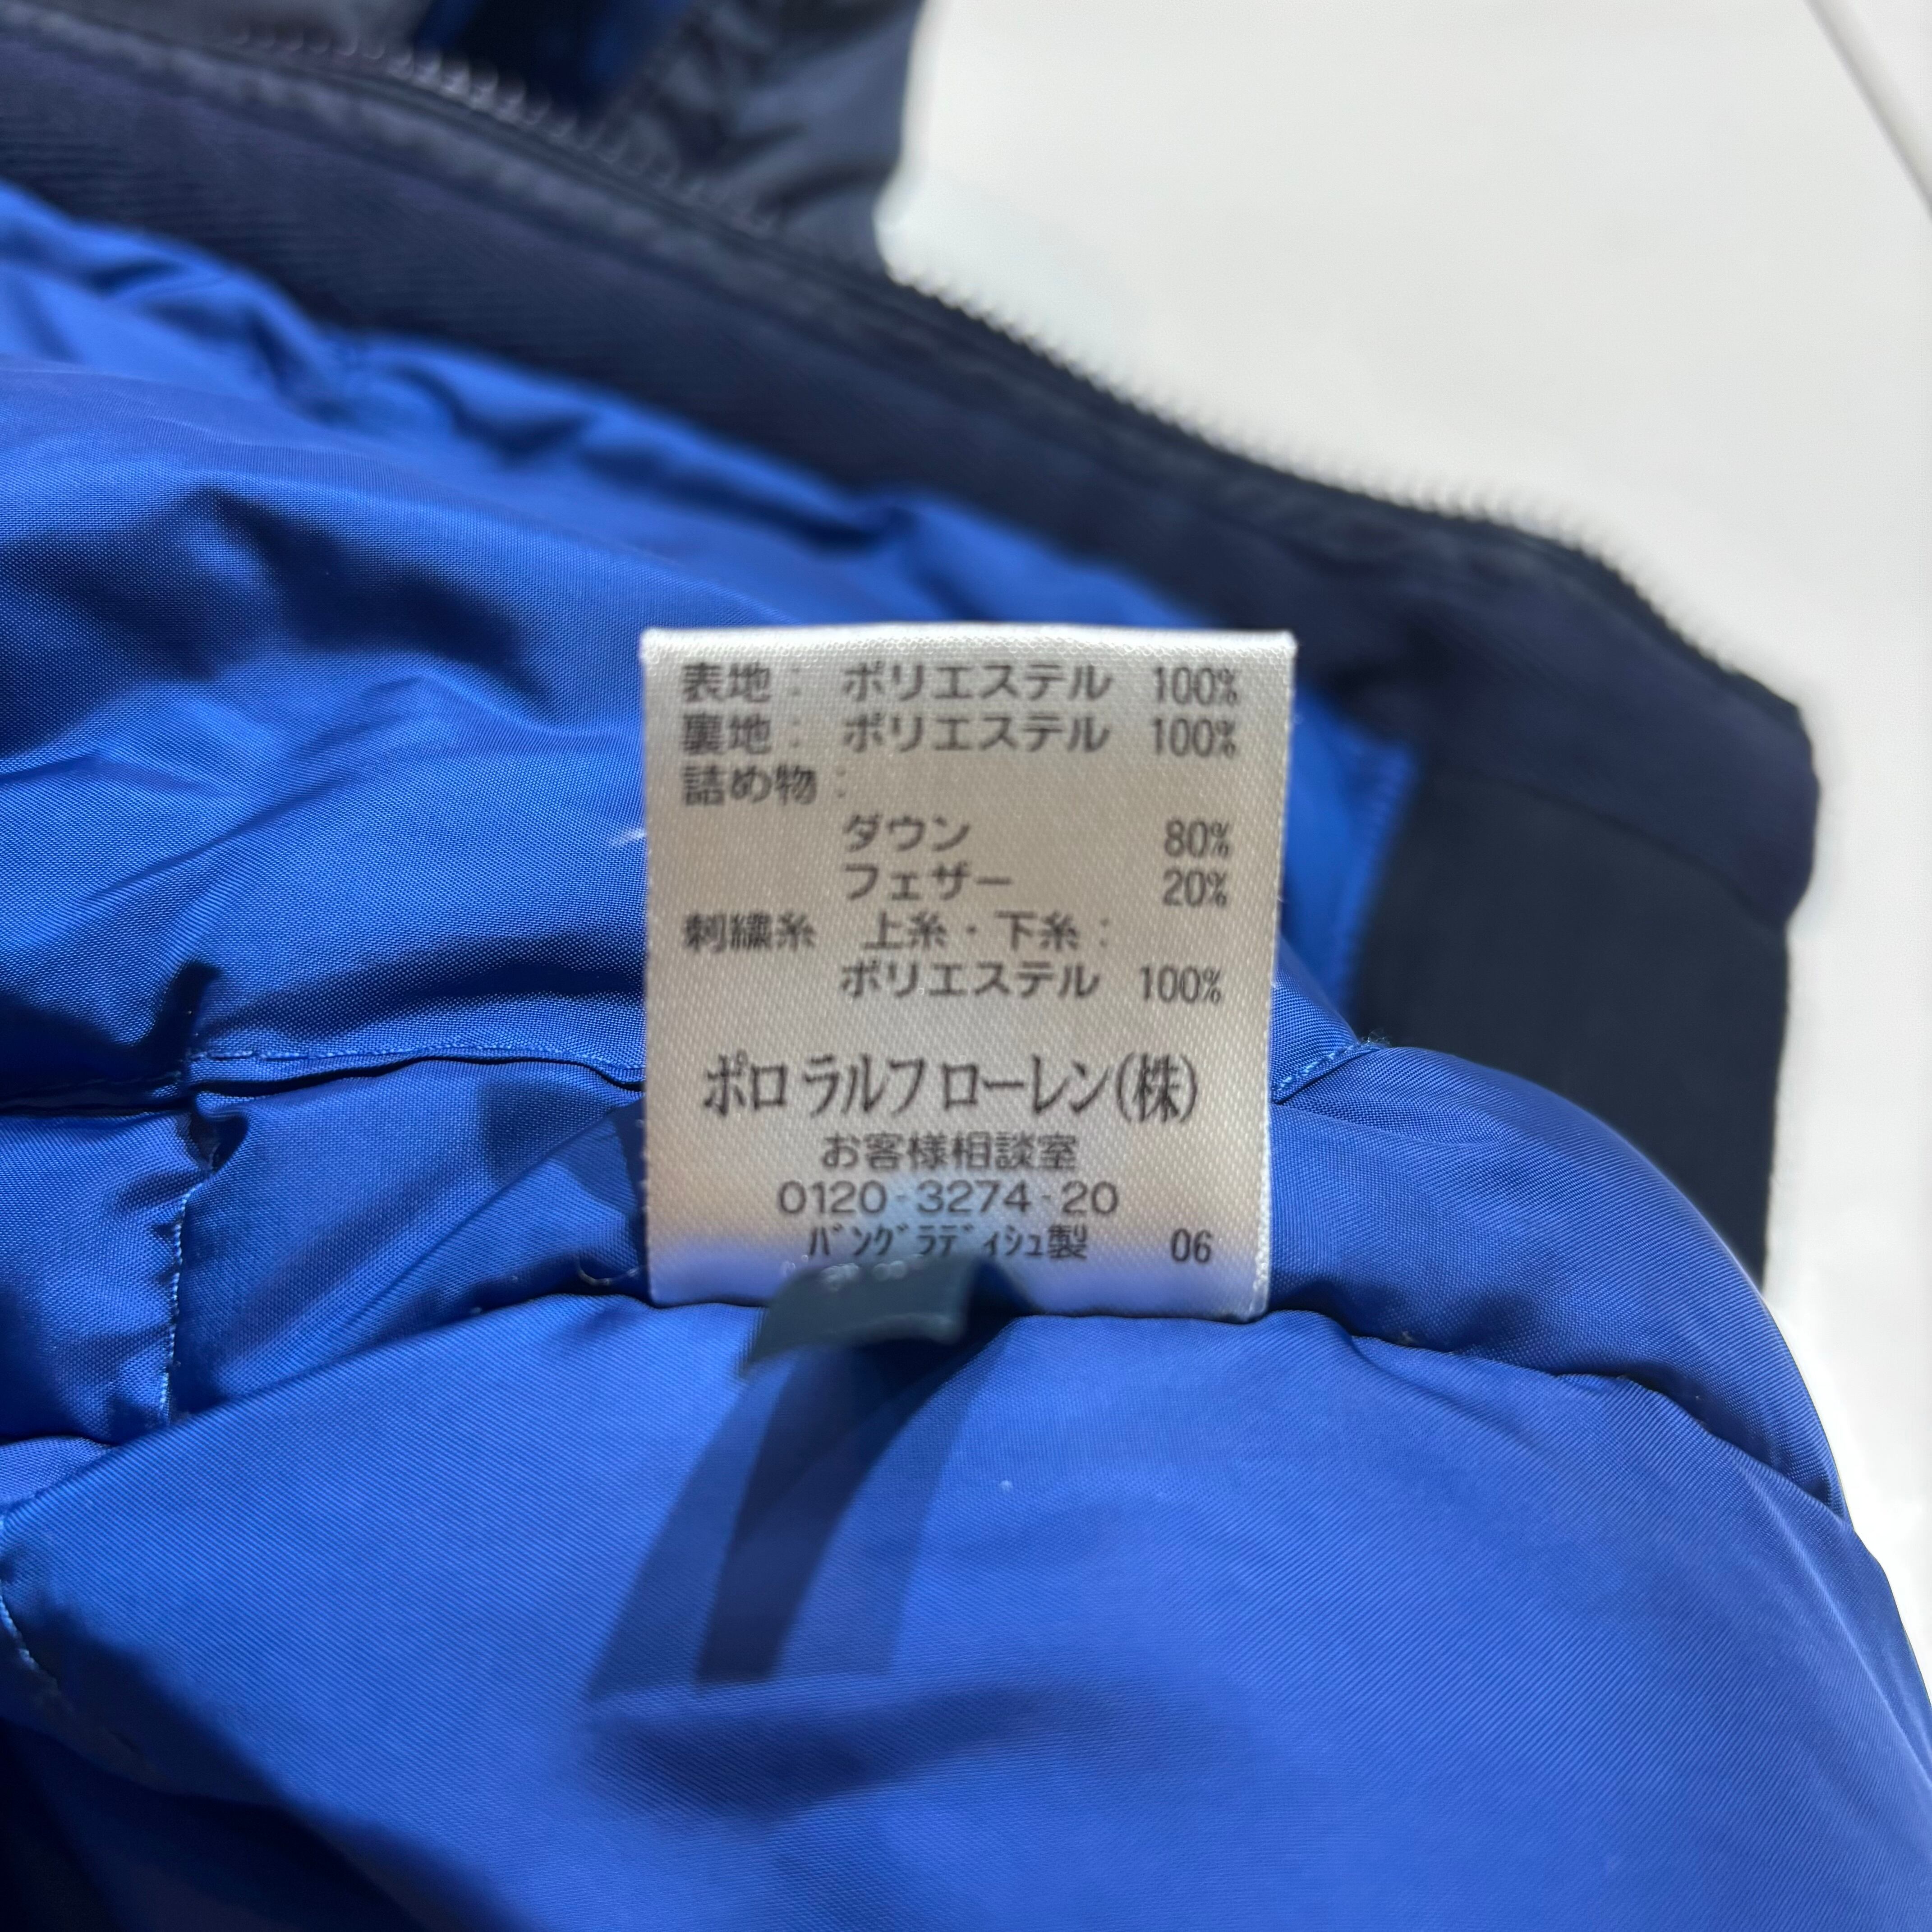 表地： ポリエステル 100%
裏地： ポリエステル 100%
詰め物：
ダウン 80%
フェザー 20%
刺繍糸 上糸・下糸：
ポリエステル 100%
ポロ ラルフ ローレン(株)
お客様相談室
0120-3274-20
ﾊﾞﾝｸﾞﾗﾃﾞｨｼｭ製 06